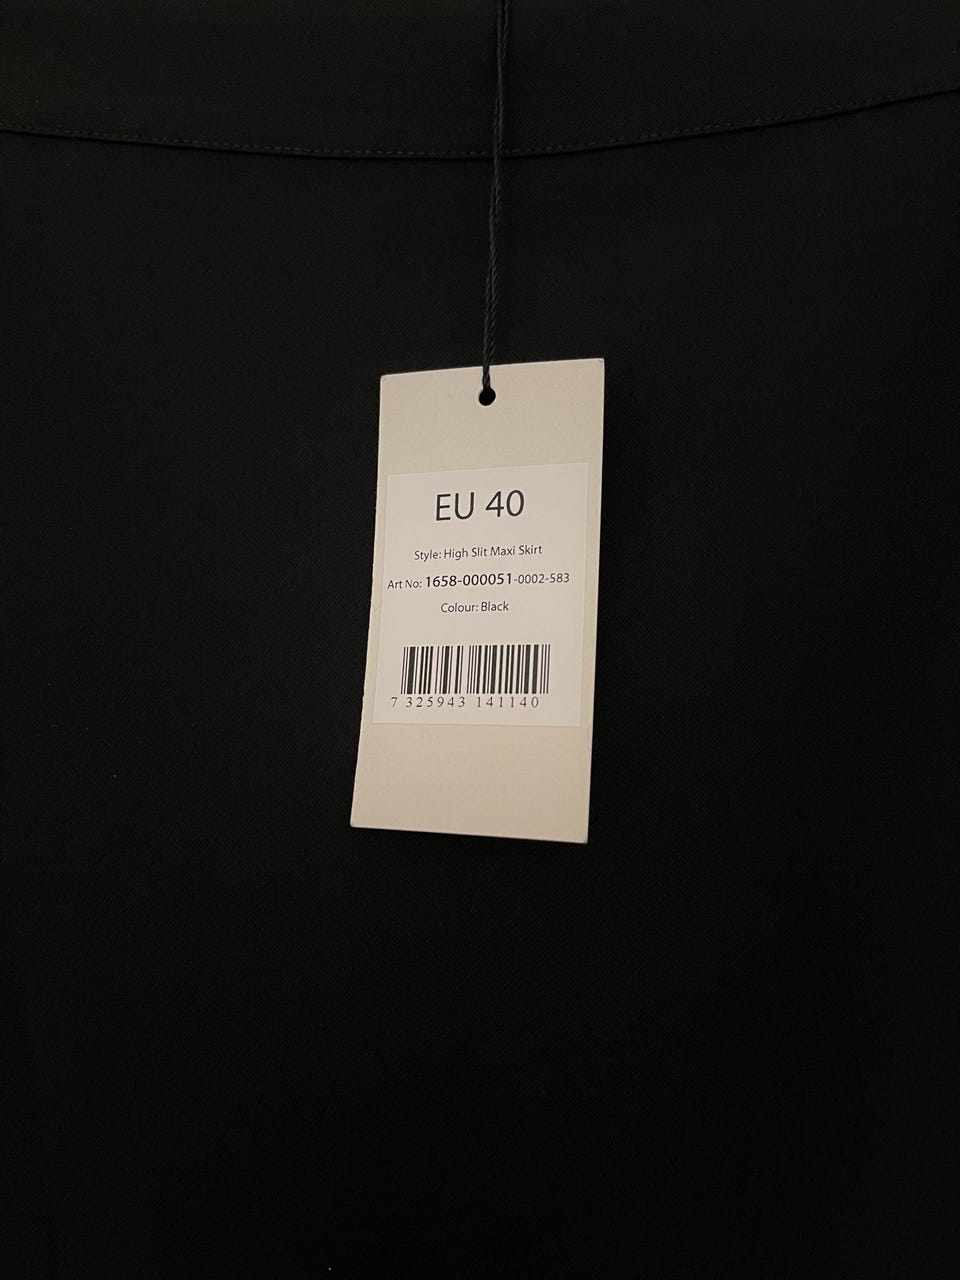 EU 40
Style: High Slit Maxi Skirt
Art No: 1658-000051-0002-583
Colour: Black
7 325943 141140